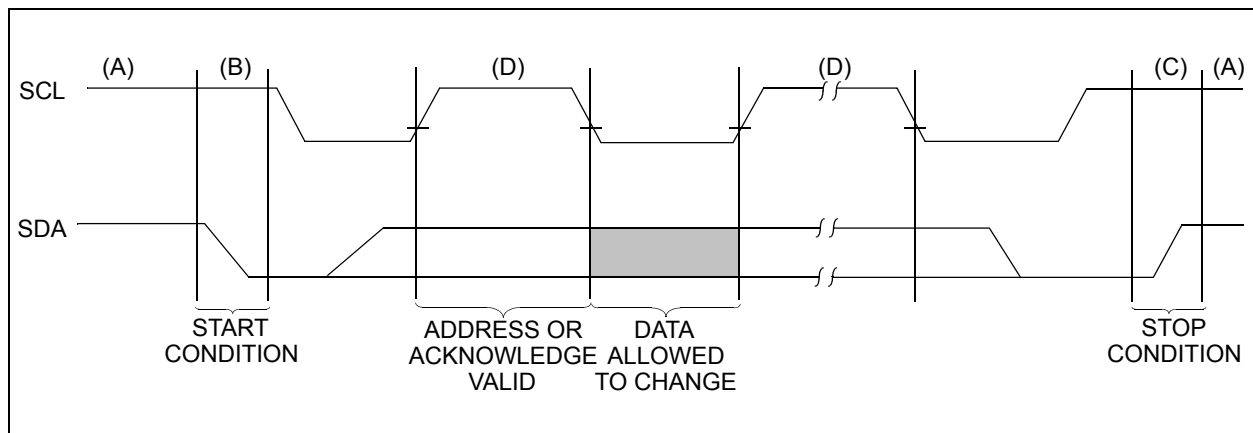 (A) (B) (D) (D) (C) (A)
SCL
SDA
START
CONDITION
ADDRESS OR
ACKNOWLEDGE
VALID
DATA
ALLOWED
TO CHANGE
STOP
CONDITION